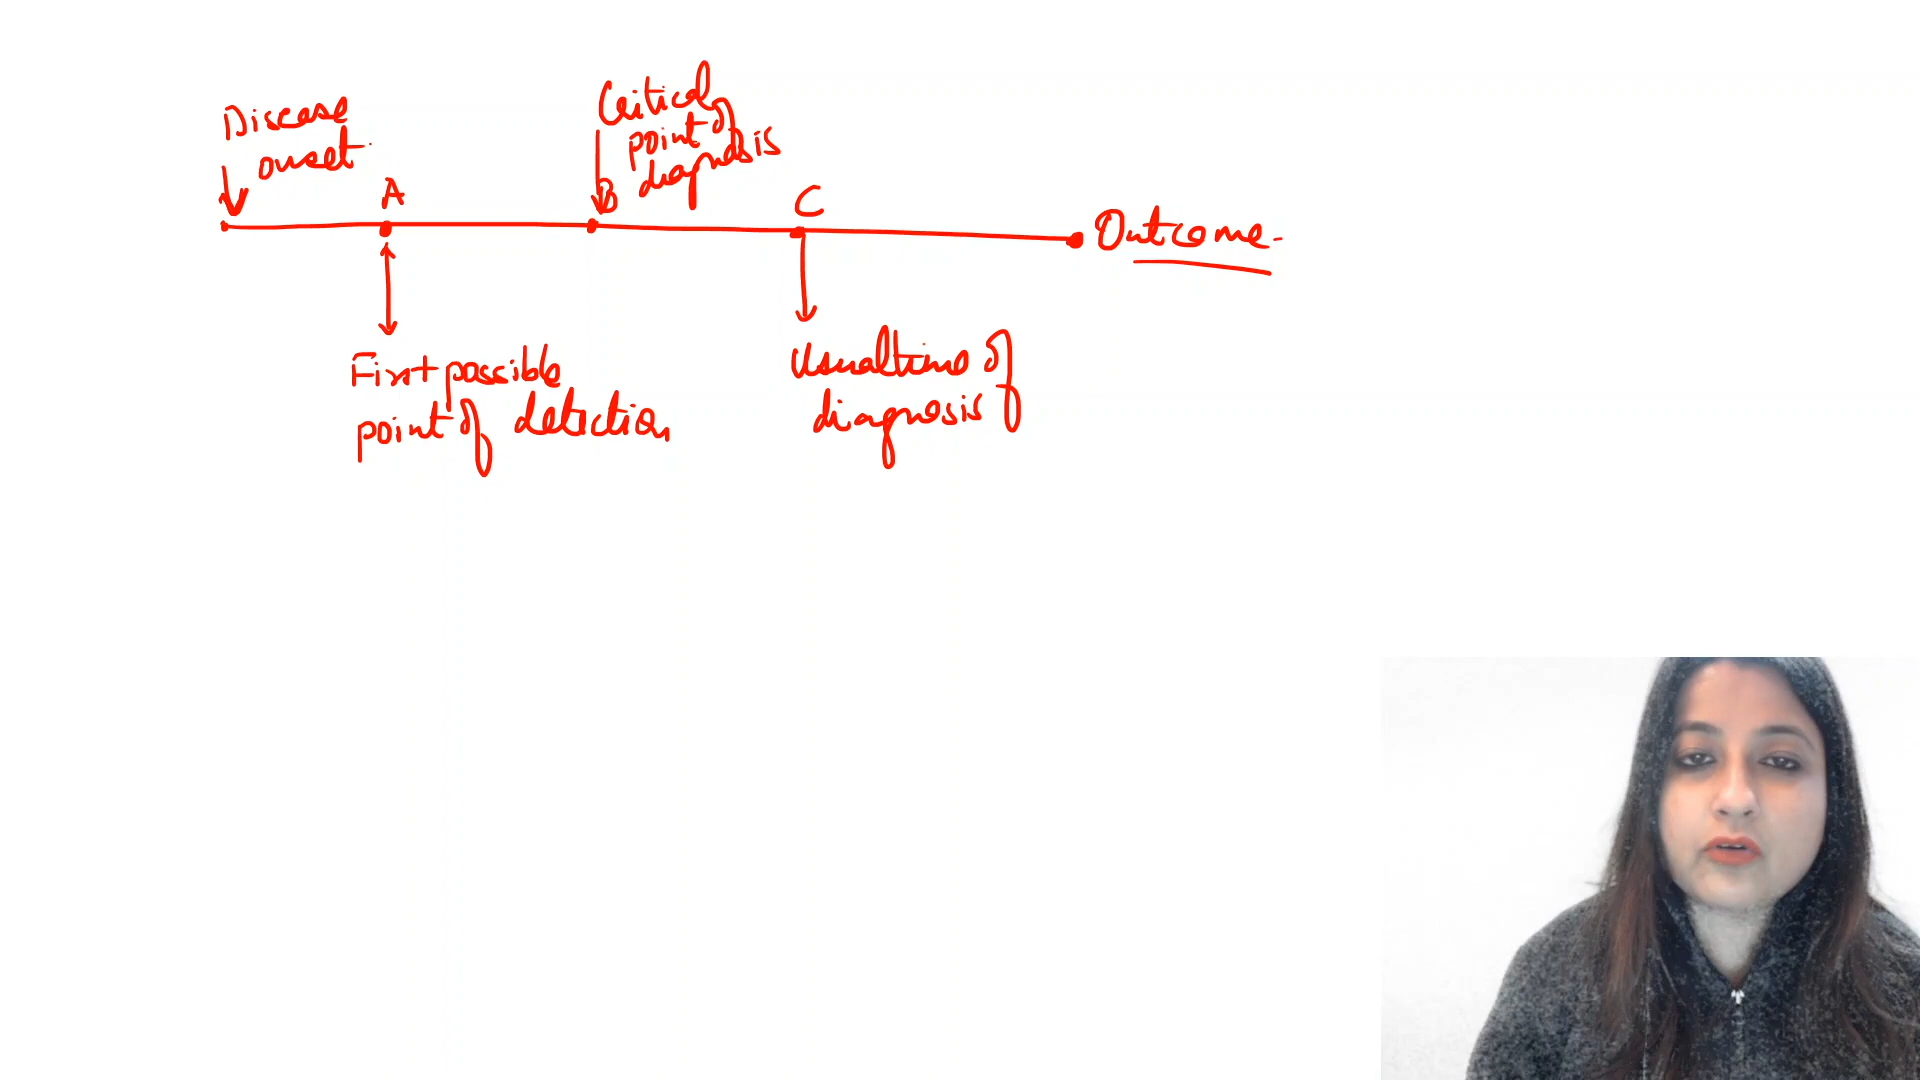 Disease
onset
Critical
point of
diagnosis
A
B
C
Outcome
First possible
point of detection
Usual time of
diagnosis